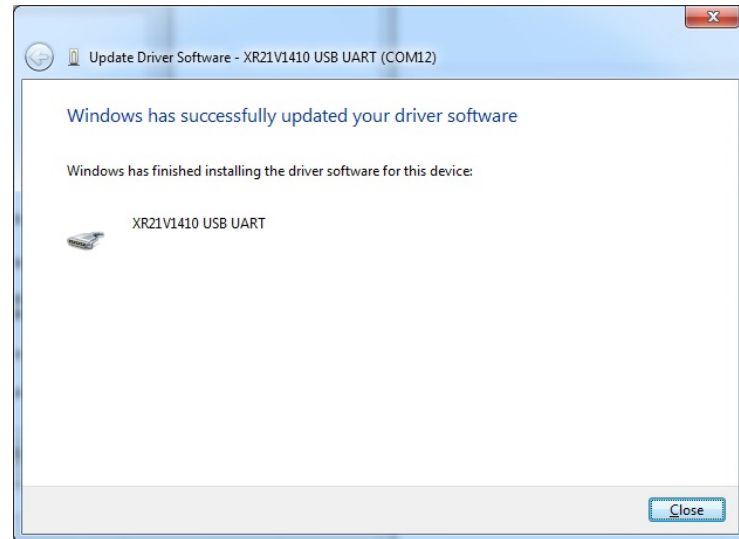 Update Driver Software - XR21V1410 USB UART (COM12)
Windows has successfully updated your driver software
Windows has finished installing the driver software for this device:
XR21V1410 USB UART
Close